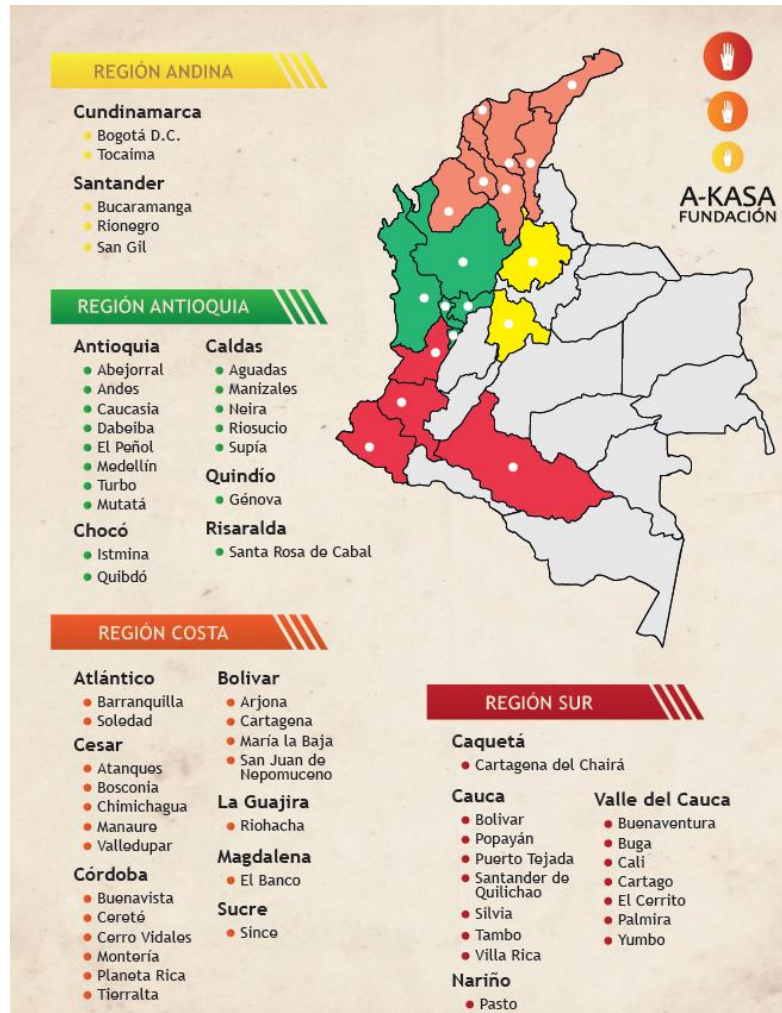 REGIÓN ANDINA
Cundinamarca
Bogotá D.C.
Tocaima
Santander
Bucaramanga
Rionegro
San Gil
A-KASA
FUNDACIÓN
REGIÓN ANTIOQUIA
Antioquia
Abejorral
Andes
Caucasia
Dabeiba
El Peñol
Medellín
Turbo
Mutatá
Chocó
Istmina
Quibdó
Caldas
Aguadas
Manizales
Neira
Riosucio
Supía
Quindío
Génova
Risaralda
Santa Rosa de Cabal
REGIÓN COSTA
Atlántico
Barranquilla
Soledad
Cesar
Atanques
Bosconia
Chimichagua
Manaure
Valledupar
Córdoba
Buenavista
Cereté
Cerro Vidales
Montería
Planeta Rica
Tierralta
Bolivar
Arjona
Cartagena
María la Baja
San Juan de
Nepomuceno
La Guajira
Riohacha
Magdalena
El Banco
Sucre
Since
REGIÓN SUR
Caquetá
Cartagena del Chairá
Cauca
Bolivar
Popayán
Puerto Tejada
Santander de
Quilichao
Silvia
Tambo
Villa Rica
Nariño
Pasto
Valle del Cauca
Buenaventura
Buga
Cali
Cartago
El Cerrito
Palmira
Yumbo